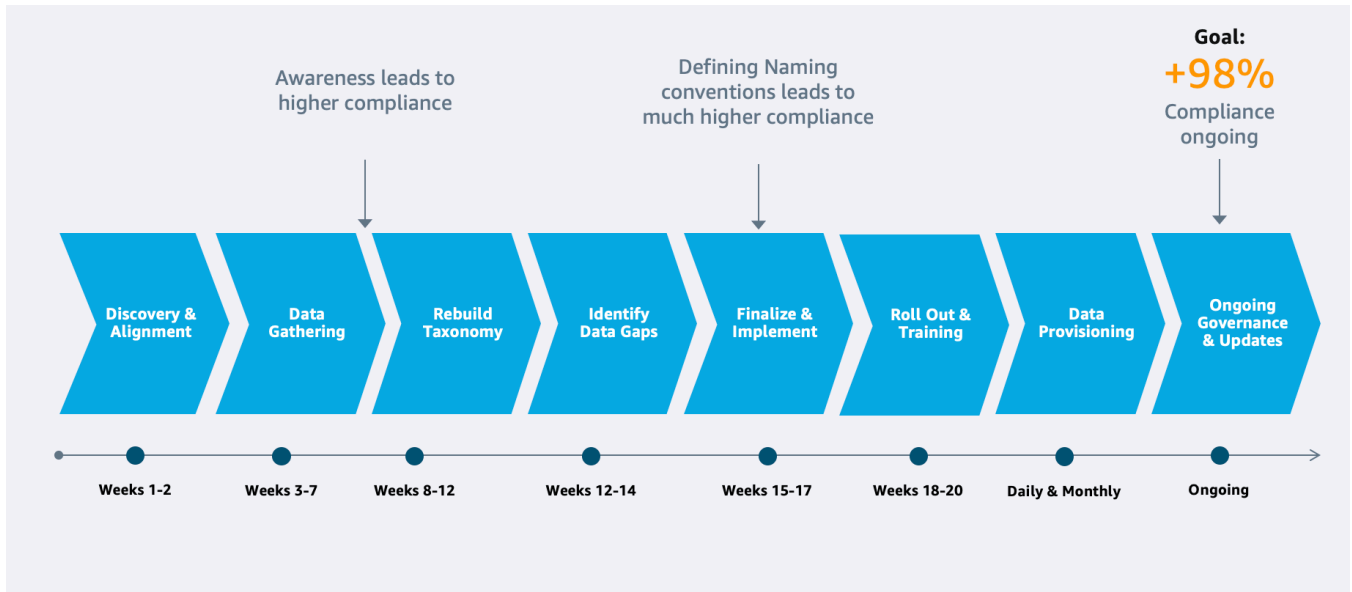 Goal:
+98%
Compliance
ongoing
Awareness leads to
higher compliance
Defining Naming
conventions leads to
much higher compliance
Discovery &
Alignment
Data
Gathering
Rebuild
Taxonomy
Identify
Data Gaps
Finalize &
Implement
Roll Out &
Training
Data
Provisioning
Ongoing
Governance
& Updates
Weeks 1-2
Weeks 3-7
Weeks 8-12
Weeks 12-14
Weeks 15-17
Weeks 18-20
Daily & Monthly
Ongoing